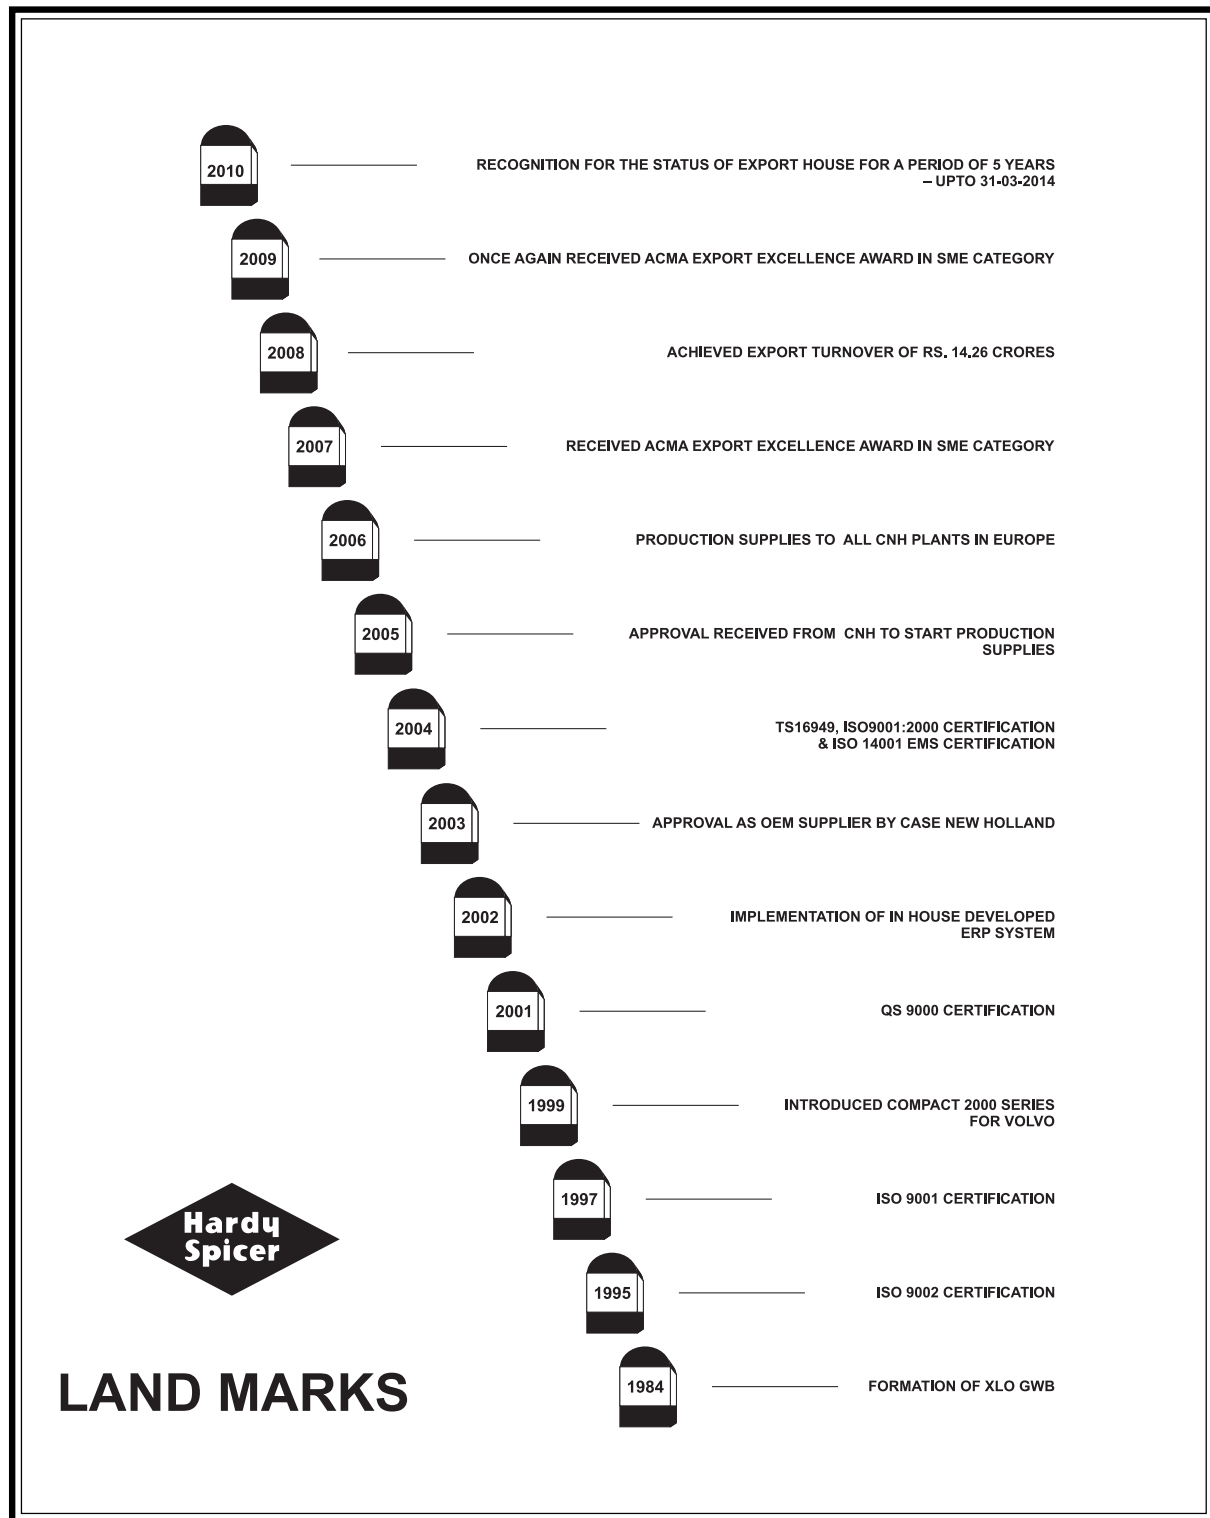 2010
RECOGNITION FOR THE STATUS OF EXPORT HOUSE FOR A PERIOD OF 5 YEARS
– UPTO 31-03-2014
2009
ONCE AGAIN RECEIVED ACMA EXPORT EXCELLENCE AWARD IN SME CATEGORY
2008
ACHIEVED EXPORT TURNOVER OF RS. 14.26 CRORES
2007
RECEIVED ACMA EXPORT EXCELLENCE AWARD IN SME CATEGORY
2006
PRODUCTION SUPPLIES TO ALL CNH PLANTS IN EUROPE
2005
APPROVAL RECEIVED FROM CNH TO START PRODUCTION
SUPPLIES
2004
TS16949, ISO9001:2000 CERTIFICATION
& ISO 14001 EMS CERTIFICATION
2003
APPROVAL AS OEM SUPPLIER BY CASE NEW HOLLAND
2002
IMPLEMENTATION OF IN HOUSE DEVELOPED
ERP SYSTEM
2001
QS 9000 CERTIFICATION
1999
INTRODUCED COMPACT 2000 SERIES
FOR VOLVO
1997
ISO 9001 CERTIFICATION
Hardy
Spicer
1995
ISO 9002 CERTIFICATION
1984
FORMATION OF XLO GWB
LAND MARKS